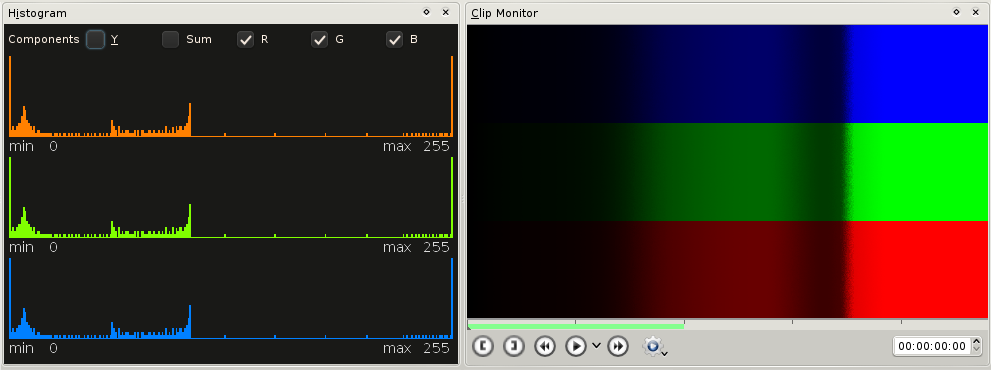 Histogram
Components Y Sum R G B
min 0 max 255
min 0 max 255
min 0 max 255
Clip Monitor
00:00:00:00